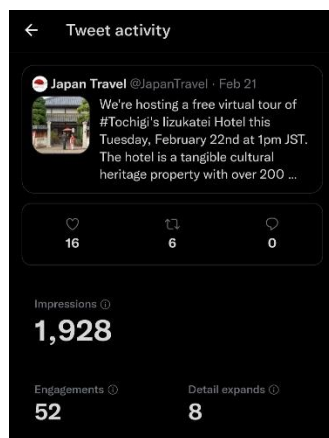 Tweet activity
Japan Travel @JapanTravel · Feb 21
We're hosting a free virtual tour of
#Tochigi's Iizukatei Hotel this
Tuesday, February 22nd at 1pm JST.
The hotel is a tangible cultural
heritage property with over 200 ...
16 6 0
Impressions
1,928
Engagements Detail expands
52 8